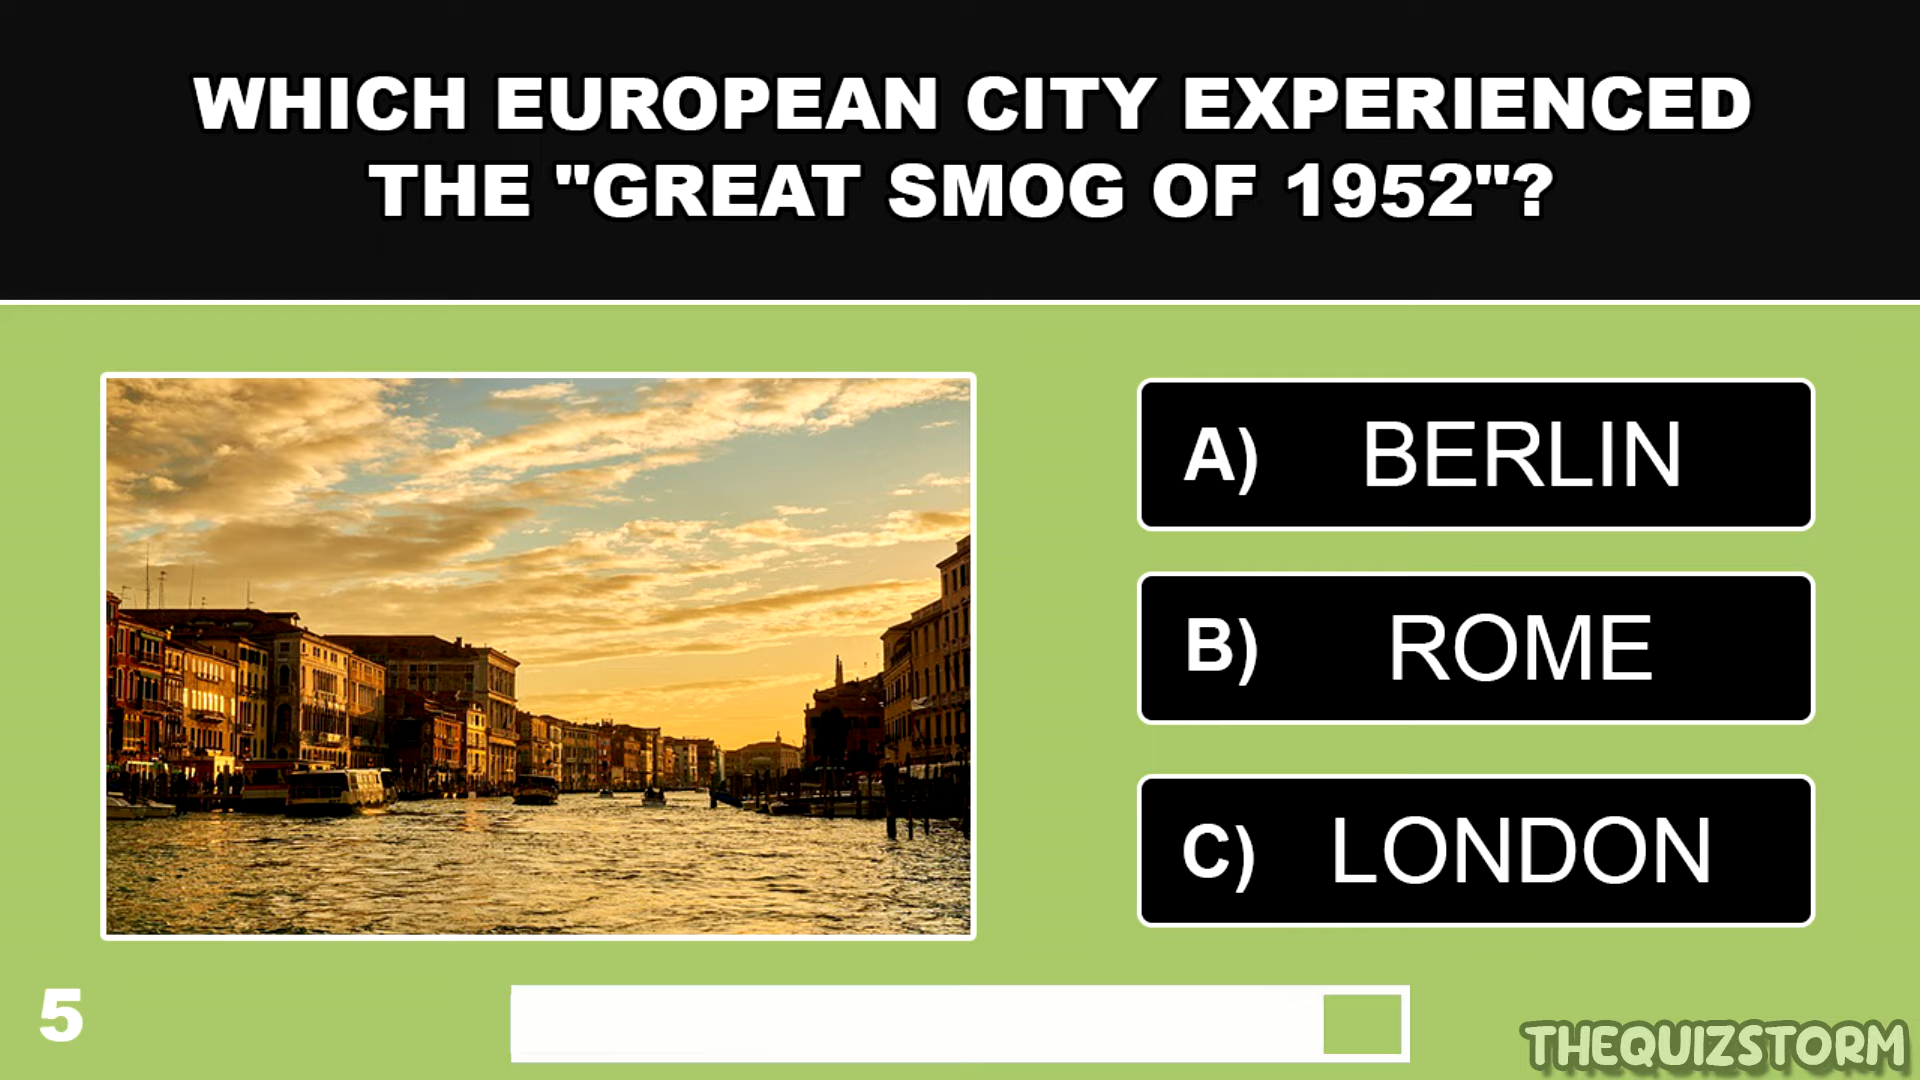 WHICH EUROPEAN CITY EXPERIENCED
THE "GREAT SMOG OF 1952"?
A) BERLIN
B) ROME
C) LONDON
5
THEQUIZSTORM